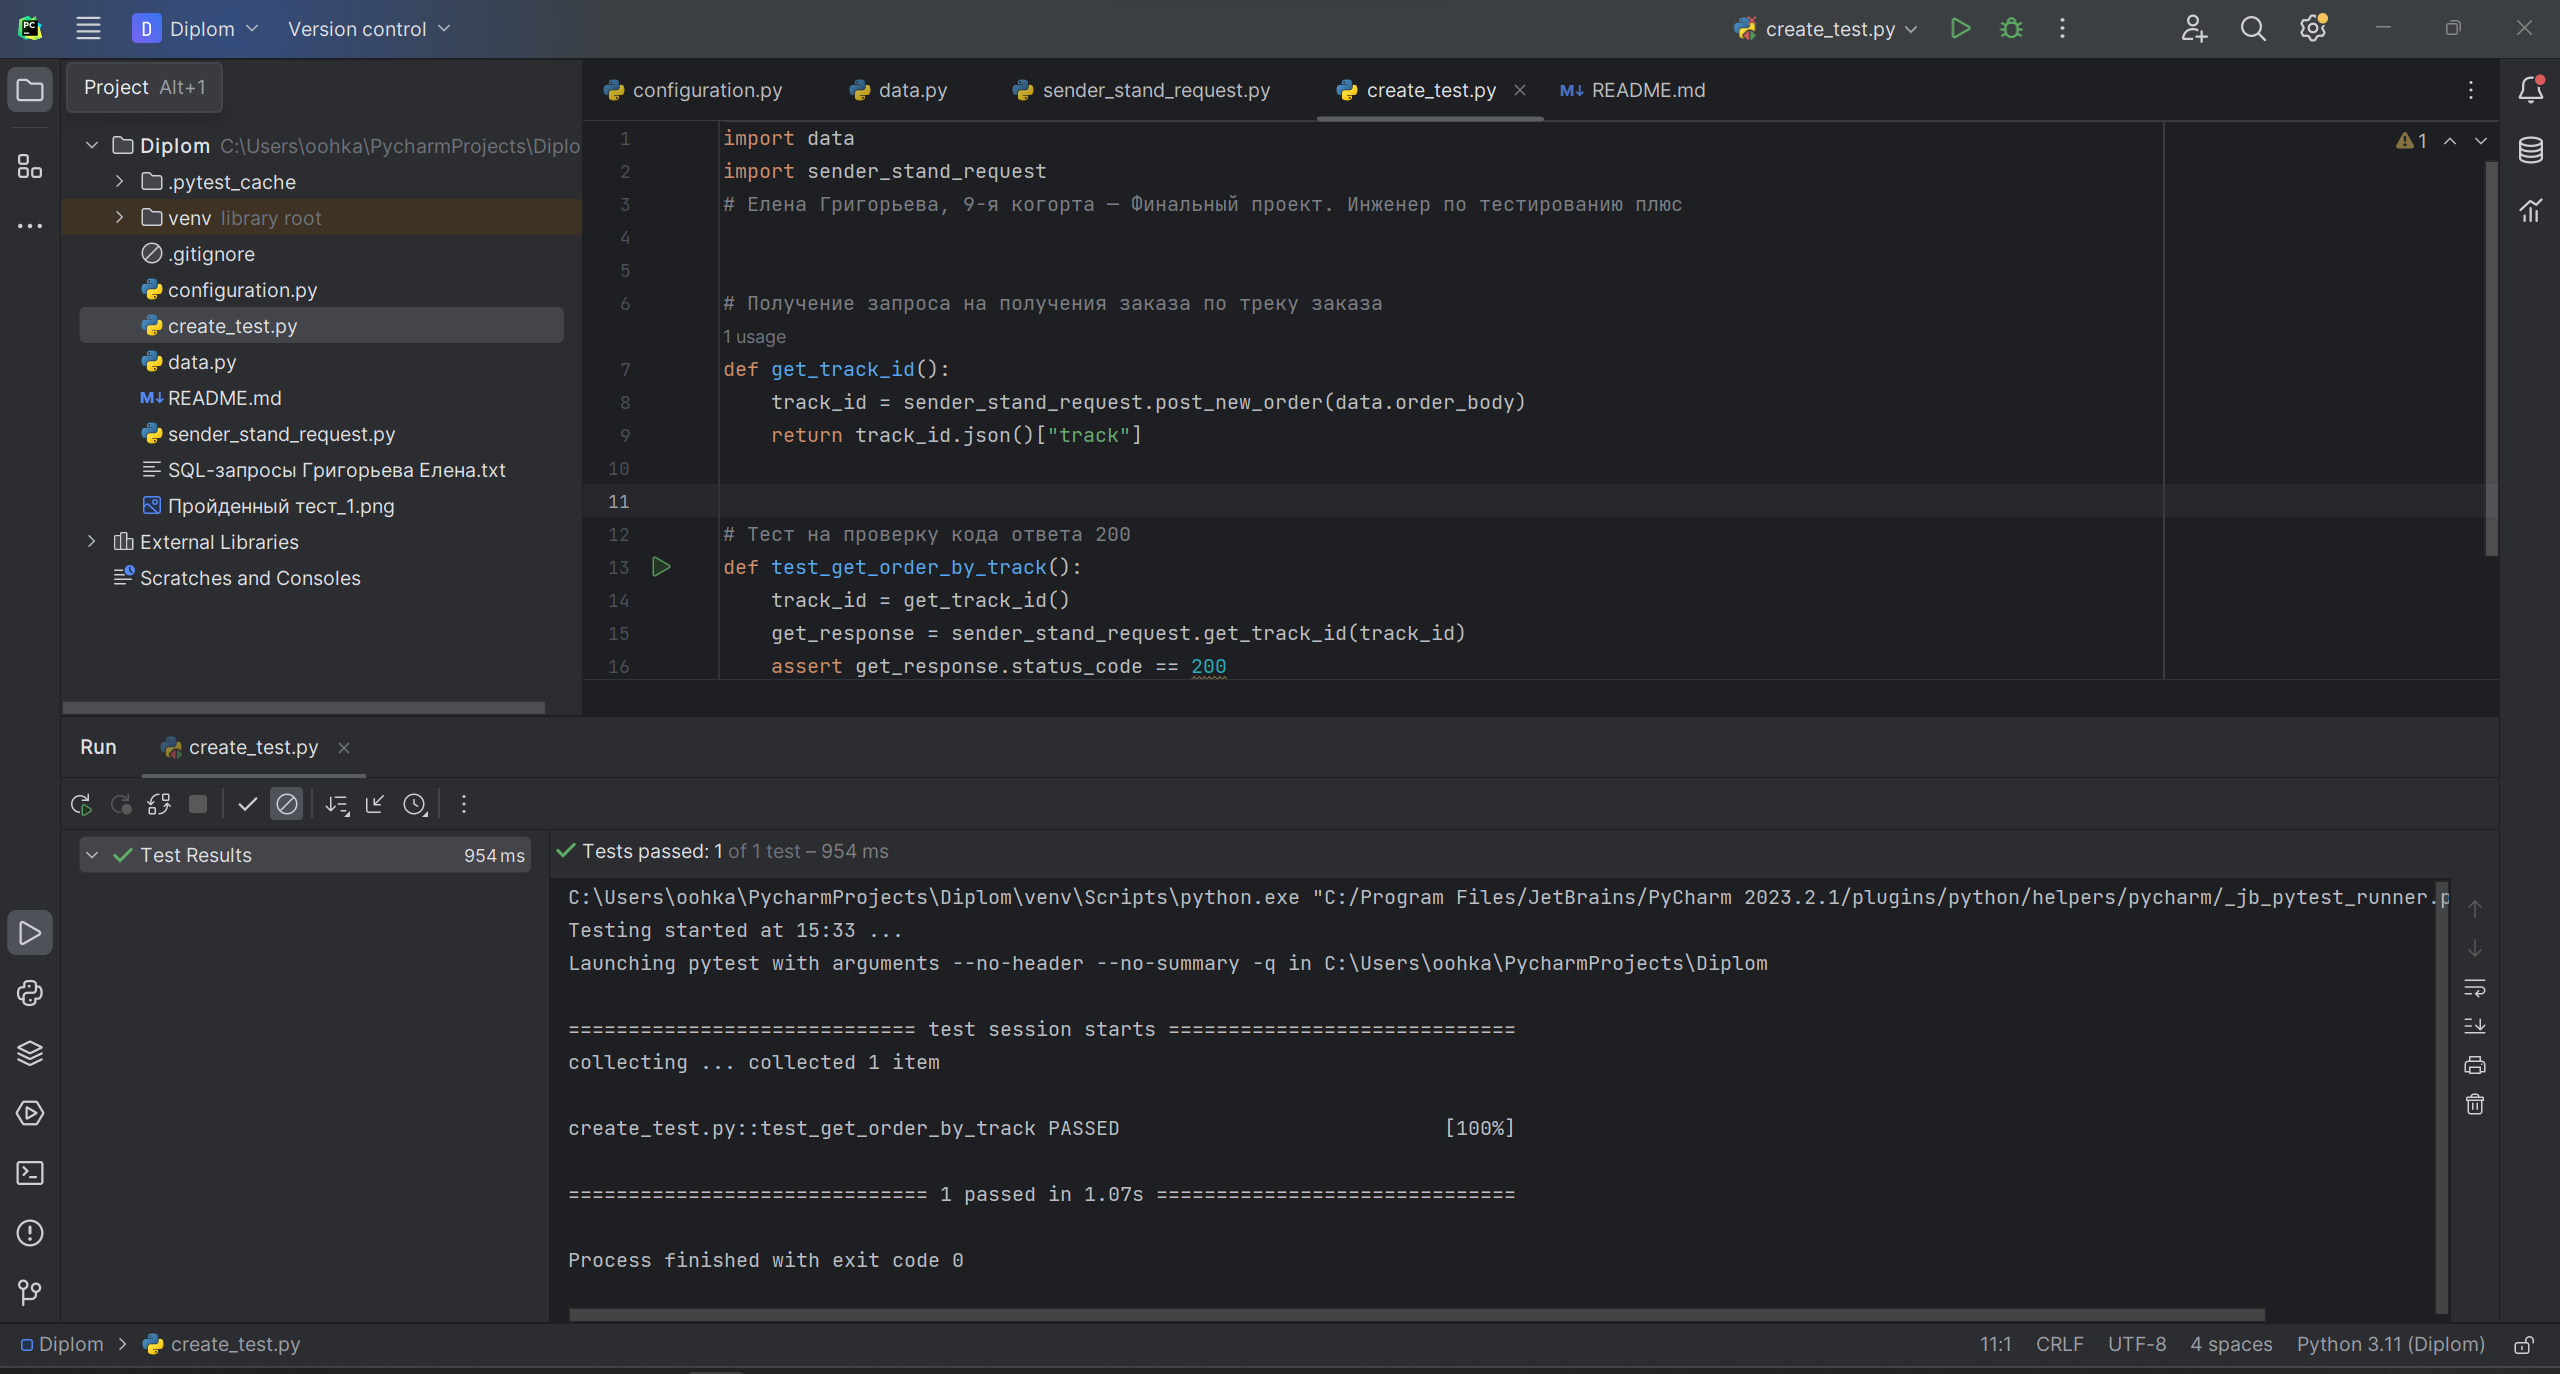 D Diplom Version control create_test.py
Project Alt+1
configuration.py data.py sender_stand_request.py create_test.py README.md
Diplom C:\Users\oohka\PycharmProjects\Diplo
.pytest_cache
venv library root
.gitignore
configuration.py
create_test.py
data.py
README.md
sender_stand_request.py
SQL-запросы Григорьева Елена.txt
Пройденный тест_1.png
External Libraries
Scratches and Consoles
1 import data
2 import sender_stand_request
3 # Елена Григорьева, 9-я когорта — Финальный проект. Инженер по тестированию плюс
4
5
6 # Получение запроса на получения заказа по треку заказа
1 usage
7 def get_track_id():
8 track_id = sender_stand_request.post_new_order(data.order_body)
9 return track_id.json()["track"]
10
11
12 # Тест на проверку кода ответа 200
13 def test_get_order_by_track():
14 track_id = get_track_id()
15 get_response = sender_stand_request.get_track_id(track_id)
16 assert get_response.status_code == 200
1
Run create_test.py
Test Results 954 ms
Tests passed: 1 of 1 test – 954 ms
C:\Users\oohka\PycharmProjects\Diplom\venv\Scripts\python.exe "C:/Program Files/JetBrains/PyCharm 2023.2.1/plugins/python/helpers/pycharm/_jb_pytest_runner.p
Testing started at 15:33 ...
Launching pytest with arguments --no-header --no-summary -q in C:\Users\oohka\PycharmProjects\Diplom
============================= test session starts =============================
collecting ... collected 1 item
create_test.py::test_get_order_by_track PASSED [100%]
============================== 1 passed in 1.07s ==============================
Process finished with exit code 0
Diplom > create_test.py 11:1 CRLF UTF-8 4 spaces Python 3.11 (Diplom)